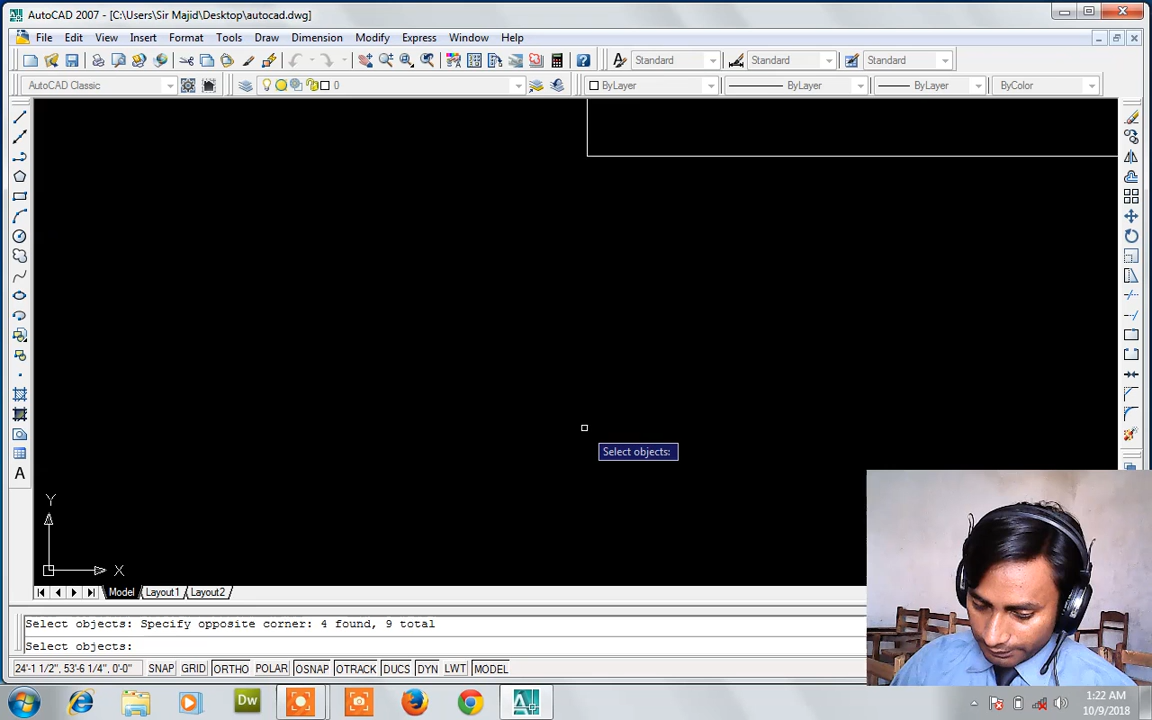 AutoCAD 2007 - [C:\Users\Sir Majid\Desktop\autocad.dwg]
File Edit View Insert Format Tools Draw Dimension Modify Express Window Help
Standard Standard Standard
AutoCAD Classic 0 ByLayer ByLayer ByLayer ByColor
A
Select objects:
Y
X
Model Layout1 Layout2
Select objects: Specify opposite corner: 4 found, 9 total
Select objects:
24'-1 1/2", 53'-6 1/4", 0'-0" SNAP GRID ORTHO POLAR OSNAP OTRACK DUCS DYN LWT MODEL
Dw
1:22 AM
10/9/2018